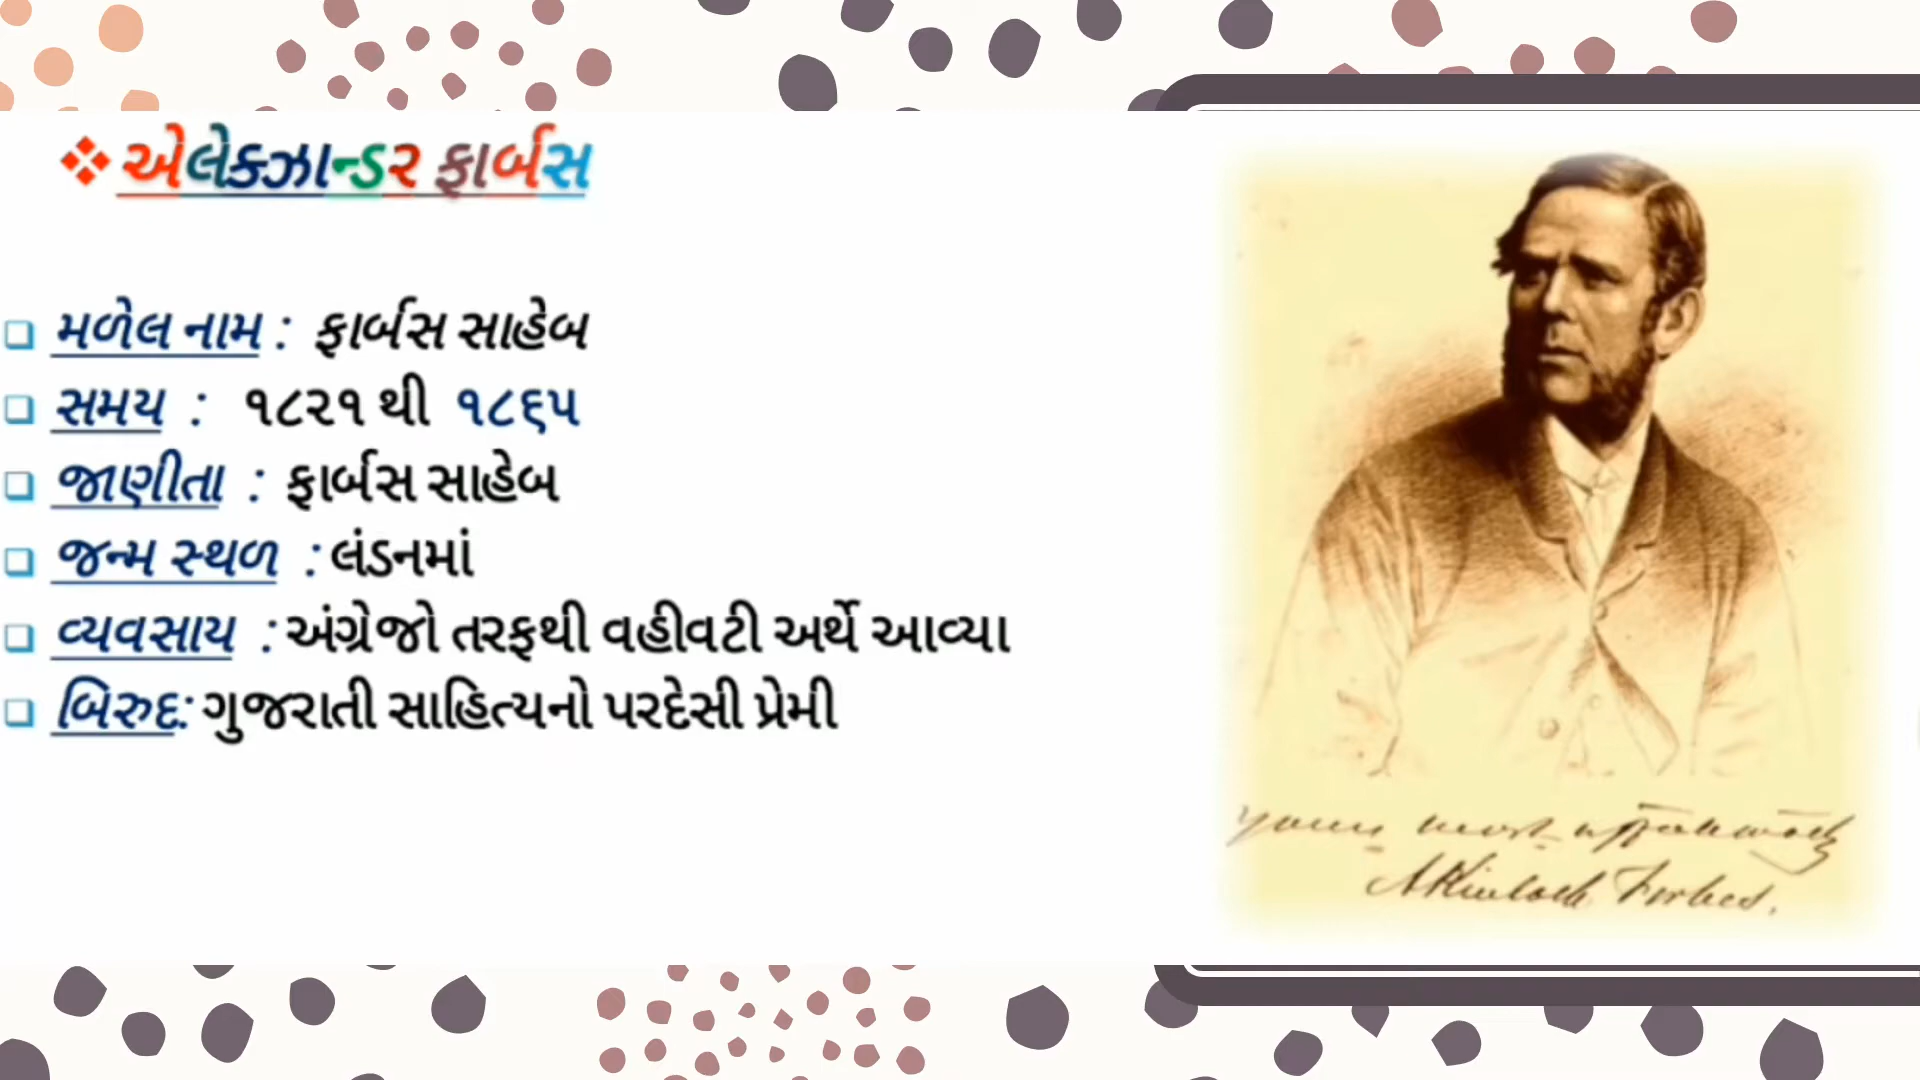 એલેક્ઝાન્ડર ફાર્બસ
મળેલ નામ : ફાર્બસ સાહેબ
સમય : ૧૮૨૧ થી ૧૮૬૫
જાણીતા : ફાર્બસ સાહેબ
જન્મ સ્થળ : લંડનમાં
વ્યવસાય : અંગ્રેજો તરફથી વહીવટી અર્થે આવ્યા
બિરુદ: ગુજરાતી સાહિત્યનો પરદેસી પ્રેમી
yours most affectionately
AKinloch Forbes.